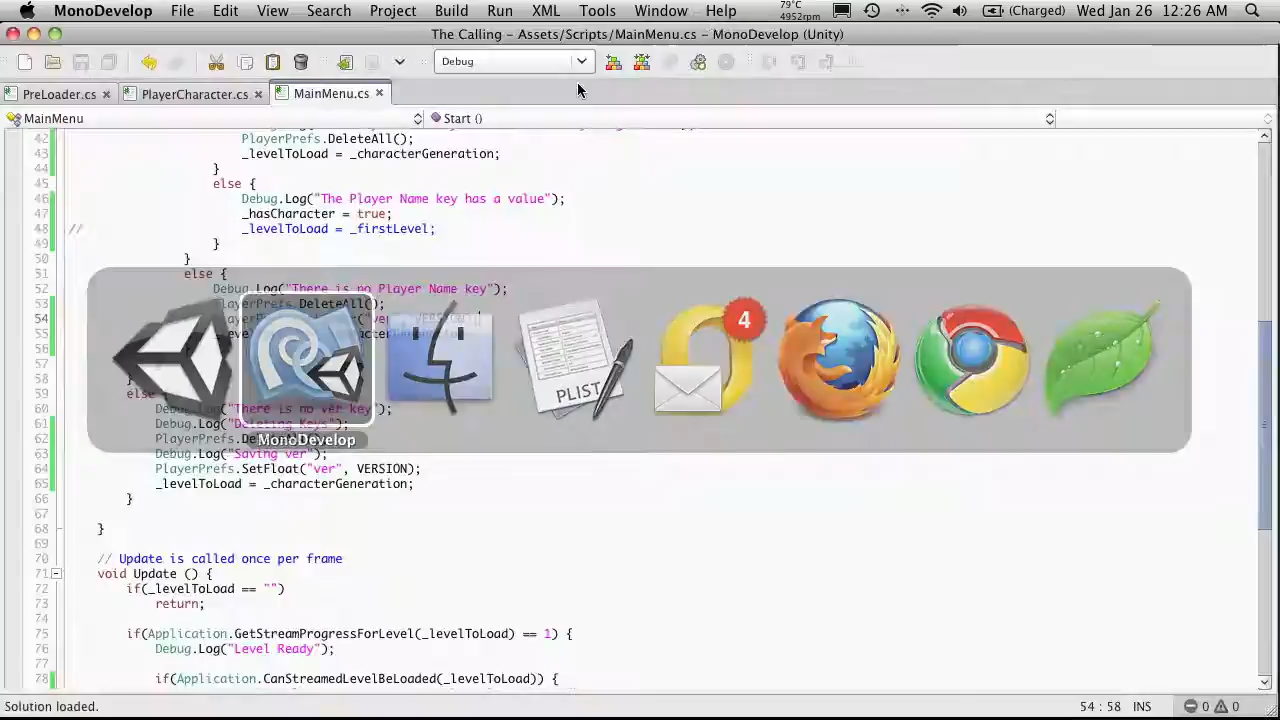 MonoDevelop File Edit View Search Project Build Run XML Tools Window Help 79°C 4952rpm (Charged) Wed Jan 26 12:26 AM
The Calling – Assets/Scripts/MainMenu.cs – MonoDevelop (Unity)
Debug
PreLoader.cs PlayerCharacter.cs MainMenu.cs
MainMenu Start ()
42 PlayerPrefs.DeleteAll();
43 _levelToLoad = _characterGeneration;
44 }
45 else {
46 Debug.Log("The Player Name key has a value");
47 _hasCharacter = true;
48 // _levelToLoad = _firstLevel;
49 }
50 }
51 else {
52 Debug.Log("There is no Player Name key");
53 PlayerPrefs.DeleteAll();
54
55
56
4
PLIST
58 }
59 else {
60 Debug.Log("There is no ver key");
61 Debug.Log("Deleting Keys");
62 PlayerPrefs.
MonoDevelop
63 Debug.Log("Saving ver");
64 PlayerPrefs.SetFloat("ver", VERSION);
65 _levelToLoad = _characterGeneration;
66 }
67
68 }
69
70 // Update is called once per frame
71 void Update () {
72 if(_levelToLoad == "")
73 return;
74
75 if(Application.GetStreamProgressForLevel(_levelToLoad) == 1) {
76 Debug.Log("Level Ready");
77
78 if(Application.CanStreamedLevelBeLoaded(_levelToLoad)) {
Solution loaded. 54 : 58 INS 0 0